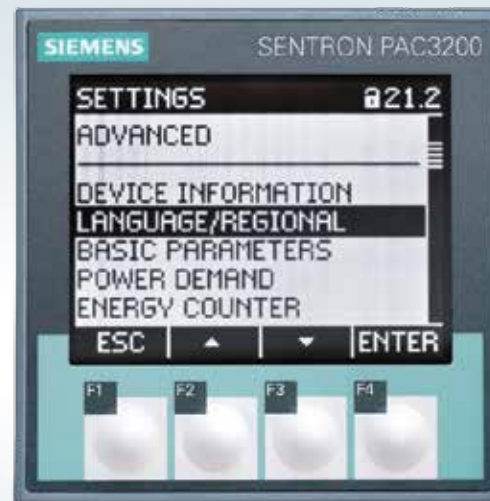 SIEMENS SENTRON PAC3200
SETTINGS 21.2
ADVANCED
DEVICE INFORMATION
LANGUAGE/REGIONAL
BASIC PARAMETERS
POWER DEMAND
ENERGY COUNTER
ESC ▲ ▼ ENTER
F1 F2 F3 F4